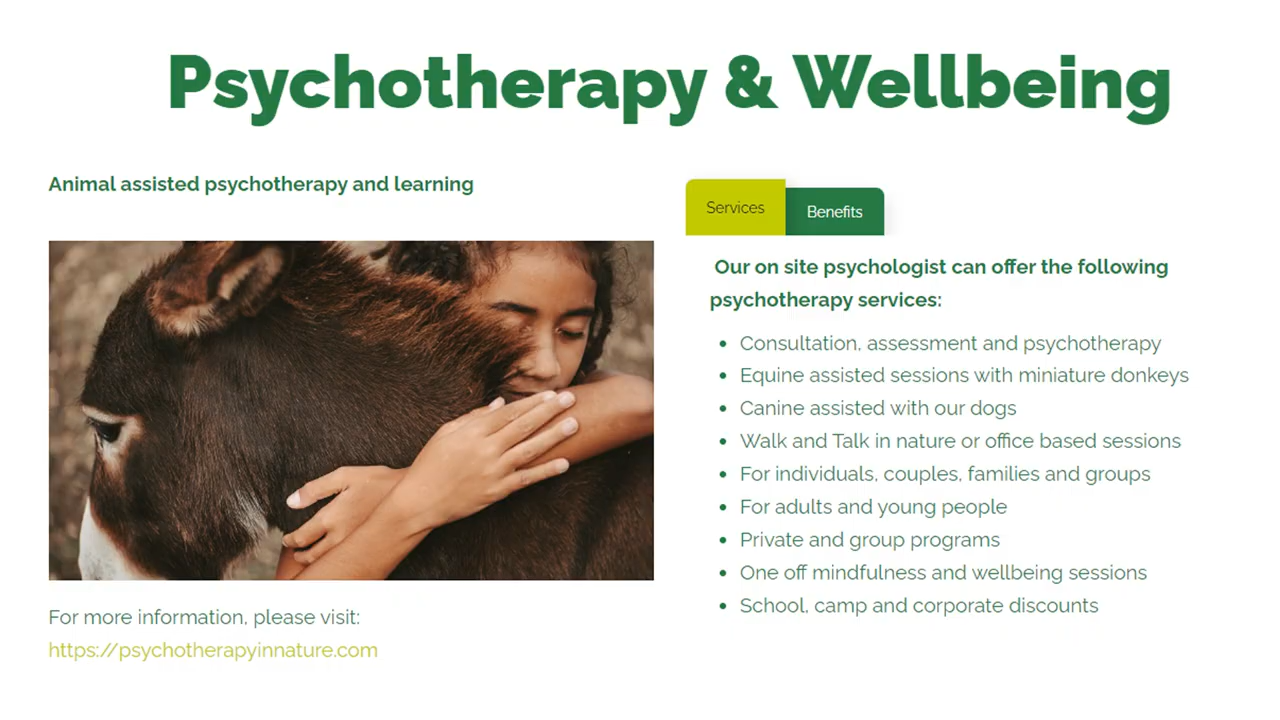 Psychotherapy & Wellbeing
Animal assisted psychotherapy and learning
Services
Benefits
Our on site psychologist can offer the following
psychotherapy services:
• Consultation, assessment and psychotherapy
• Equine assisted sessions with miniature donkeys
• Canine assisted with our dogs
• Walk and Talk in nature or office based sessions
• For individuals, couples, families and groups
• For adults and young people
• Private and group programs
• One off mindfulness and wellbeing sessions
• School, camp and corporate discounts
For more information, please visit:
https://psychotherapyinnature.com